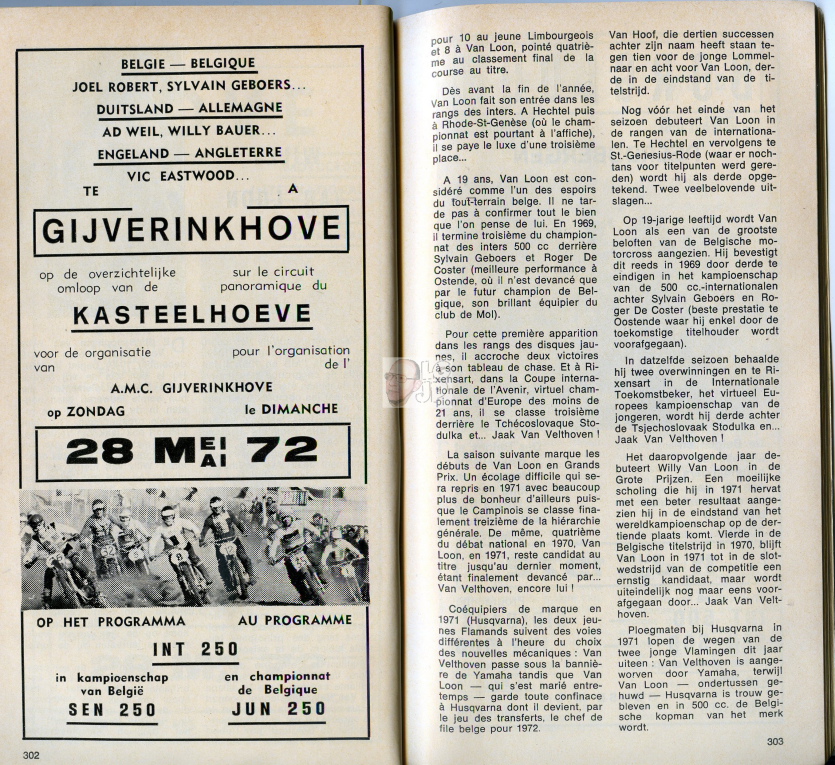 BELGIE — BELGIQUE
JOEL ROBERT, SYLVAIN GEBOERS...
DUITSLAND — ALLEMAGNE
AD WEIL, WILLY BAUER...
ENGELAND — ANGLETERRE
VIC EASTWOOD...
TE A
GIJVERINKHOVE
op de overzichtelijke
omloop van de
sur le circuit
panoramique du
KASTEELHOEVE
voor de organisatie
van
pour l'organisation
de l'
A.M.C. GIJVERINKHOVE
op ZONDAG le DIMANCHE
28 MEI MAI 72
OP HET PROGRAMMA AU PROGRAMME
INT 250
in kampioenschap
van België
SEN 250
en championnat
de Belgique
JUN 250
302
pour 10 au jeune Limbourgeois
et 8 à Van Loon, pointé quatriè-
me au classement final de la
course au titre.
Dès avant la fin de l'année,
Van Loon fait son entrée dans les
rangs des inters. A Hechtel puis
à Rhode-St-Genèse (où le cham-
pionnat est pourtant à l'affiche),
il se paye le luxe d'une troisième
place...
A 19 ans, Van Loon est con-
sidéré comme l'un des espoirs
du tout-terrain belge. Il ne tar-
de pas à confirmer tout le bien
que l'on pense de lui. En 1969,
il termine troisième du champion-
nat des inters 500 cc derrière
Sylvain Geboers et Roger De
Coster (meilleure performance à
Ostende, où il n'est devancé que
par le futur champion de Bel-
gique, son brillant équipier du
club de Mol).
Pour cette première apparition
dans les rangs des disques jau-
nes, il accroche deux victoires
à son tableau de chasse. Et à Ri-
xensart, dans la Coupe interna-
tionale de l'Avenir, virtuel cham-
pionnat d'Europe des moins de
21 ans, il se classe troisième
derrière le Tchécoslovaque Sto-
dulka et... Jaak Van Velthoven !
La saison suivante marque les
débuts de Van Loon en Grands
Prix. Un écolage difficile qui se-
ra repris en 1971 avec beaucoup
plus de bonheur d'ailleurs puis-
que le Campinois se classe fina-
lement treizième de la hiérarchie
générale. De même, quatrième
du débat national en 1970, Van
Loon, en 1971, reste candidat au
titre jusqu'au dernier moment,
étant finalement devancé par...
Van Velthoven, encore lui !
Coéquipiers de marque en
1971 (Husqvarna), les deux jeu-
nes Flamands suivent des voies
différentes à l'heure du choix
des nouvelles mécaniques : Van
Velthoven passe sous la banniè-
re de Yamaha tandis que Van
Loon — qui s'est marié entre-
temps — garde toute confinace
à Husqvarna dont il devient, par
le jeu des transferts, le chef de
file belge pour 1972.
Van Hoof, die dertien successen
achter zijn naam heeft staan te-
gen tien voor de jonge Lommel-
naar en acht voor Van Loon, der-
de in de eindstand van de ti-
telstrijd.
Nog vóór het einde van het
seizoen debuteert Van Loon in
de rangen van de internationa-
len. Te Hechtel en vervolgens te
St.-Genesius-Rode (waar er noch-
tans voor titelpunten werd gere-
den) wordt hij als derde opge-
tekend. Twee veelbelovende uit-
slagen...
Op 19-jarige leeftijd wordt Van
Loon als een van de grootste
beloften van de Belgische mo-
torcross aangezien. Hij bevestigt
dit reeds in 1969 door derde te
eindigen in het kampioenschap
van de 500 cc.-internationalen
achter Sylvain Geboers en Ro-
ger De Coster (beste prestatie te
Oostende waar hij enkel door de
toekomstige titelhouder wordt
voorafgegaan).
In datzelfde seizoen behaalde
hij twee overwinningen en te Ri-
xensart in de Internationale
Toekomstbeker, het virtueel Eu-
ropees kampioenschap van de
jongeren, wordt hij derde achter
de Tsjechoslovaak Stodulka en...
Jaak Van Velthoven !
Het daaropvolgende jaar de-
buteert Willy Van Loon in de
Grote Prijzen. Een moeilijke
scholing die hij in 1971 hervat
met een beter resultaat aange-
zien hij in de eindstand van het
wereldkampioenschap op de der-
tiende plaats komt. Vierde in de
Belgische titelstrijd in 1970, blijft
Van Loon in 1971 tot in de slot-
wedstrijd van de competitie een
ernstig kandidaat, maar wordt
uiteindelijk nog maar eens voor-
afgegaan door... Jaak Van Velt-
hoven.
Ploegmaten bij Husqvarna in
1971 lopen de wegen van de
twee jonge Vlamingen dit jaar
uiteen : Van Velthoven is aange-
worven door Yamaha, terwijl
Van Loon — ondertussen ge-
huwd — Husqvarna is trouw ge-
bleven en in 500 cc. de Belgi-
sche kopman van het merk
wordt.
303